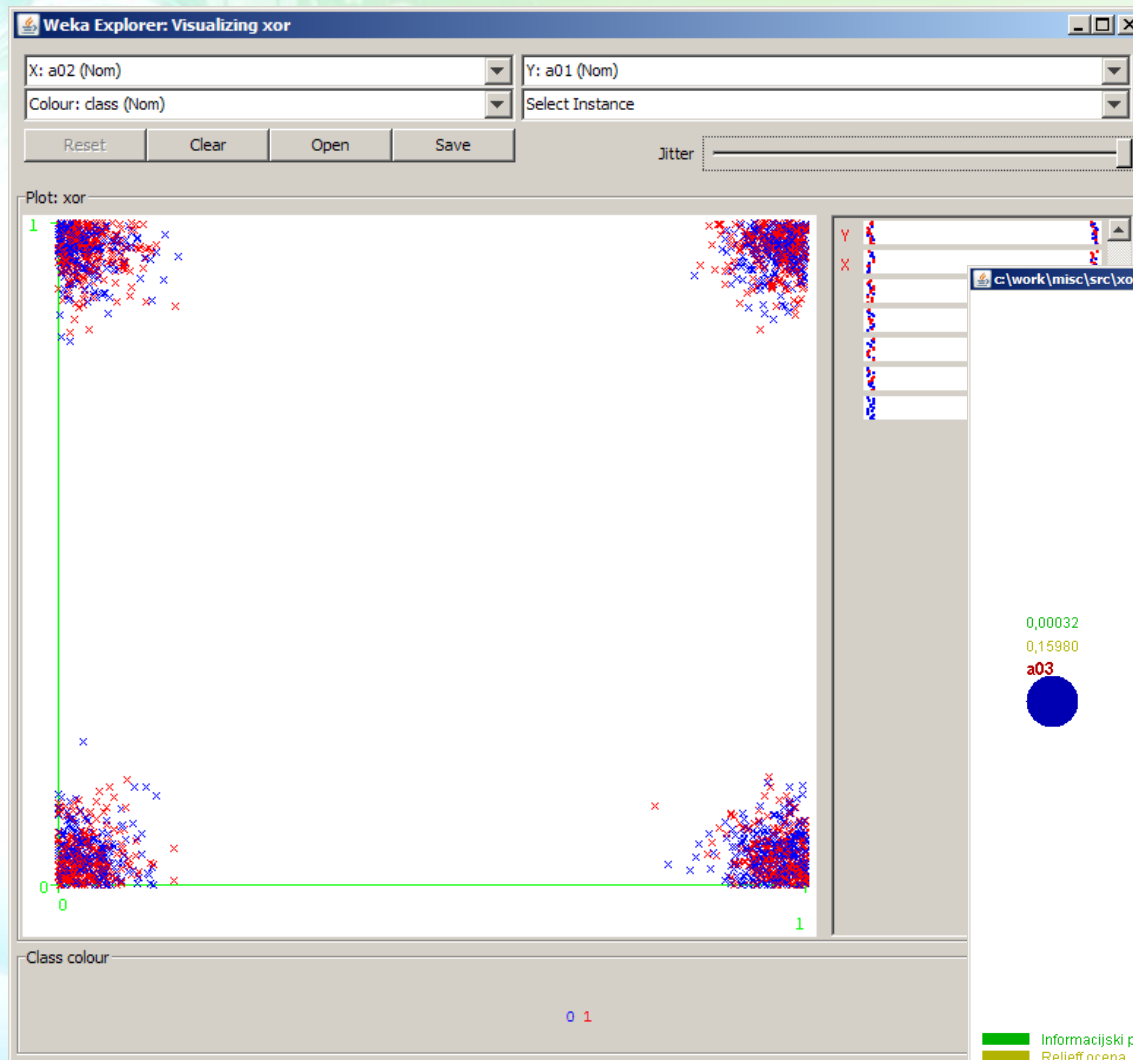 Weka Explorer: Visualizing xor
X: a02 (Nom)
Y: a01 (Nom)
Colour: class (Nom)
Select Instance
Reset
Clear
Open
Save
Jitter
Plot: xor
1
0
0
1
Y
X
c:\work\misc\src\xo
0,00032
0,15980
a03
Class colour
0 1
Informacijski p
Relieff ocena